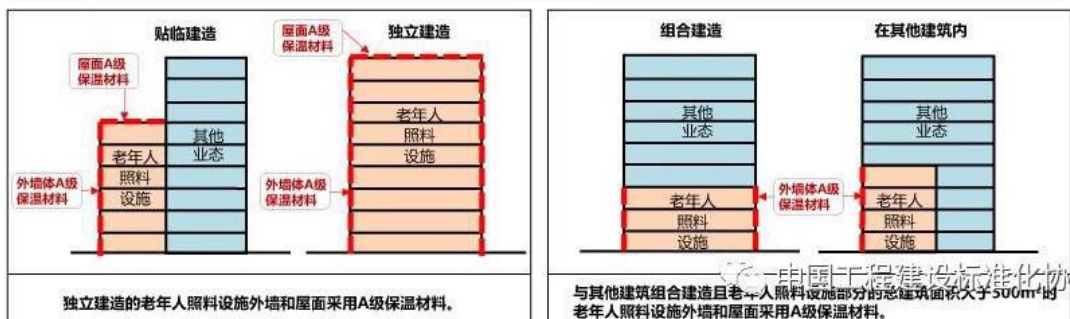 贴临建造
独立建造
屋面A级
保温材料
屋面A级
保温材料
老年人
照料
设施
其他
业态
外墙体A级
保温材料
老年人
照料
设施
外墙体A级
保温材料
独立建造的老年人照料设施外墙和屋面采用A级保温材料。
组合建造
在其他建筑内
其他
业态
其他
业态
老年人
照料
设施
外墙体A级
保温材料
老年人
照料
设施
中国工程建设标准化协
与其他建筑组合建造且老年人照料设施部分的总建筑面积大于500m²时
老年人照料设施外墙和屋面采用A级保温材料。